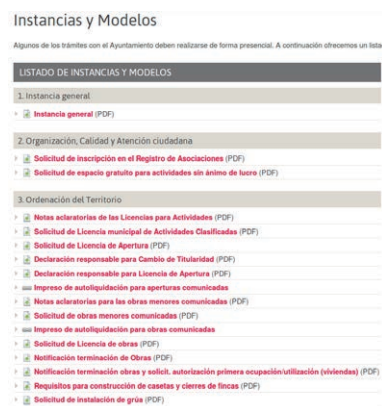 Instancias y Modelos
Algunos de los trámites con el Ayuntamiento deben realizarse de forma presencial. A continuación ofrecemos un lista
LISTADO DE INSTANCIAS Y MODELOS
1. Instancia general
Instancia general (PDF)
2. Organización, Calidad y Atención ciudadana
Solicitud de inscripción en el Registro de Asociaciones (PDF)
Solicitud de espacio gratuito para actividades sin ánimo de lucro (PDF)
3. Ordenación del Territorio
Notas aclaratorias de las Licencias para Actividades (PDF)
Solicitud de Licencia municipal de Actividades Clasificadas (PDF)
Solicitud de Licencia de Apertura (PDF)
Declaración responsable para Cambio de Titularidad (PDF)
Declaración responsable para Licencia de Apertura (PDF)
Impreso de autoliquidación para aperturas comunicadas
Notas aclaratorias para las obras menores comunicadas (PDF)
Solicitud de obras menores comunicadas (PDF)
Impreso de autoliquidación para obras comunicadas
Solicitud de Licencia de obras (PDF)
Notificación terminación de Obras (PDF)
Notificación terminación obras y solicit. autorización primera ocupación/utilización (viviendas) (PDF)
Requisitos para construcción de casetas y cierres de fincas (PDF)
Solicitud de instalación de grúa (PDF)